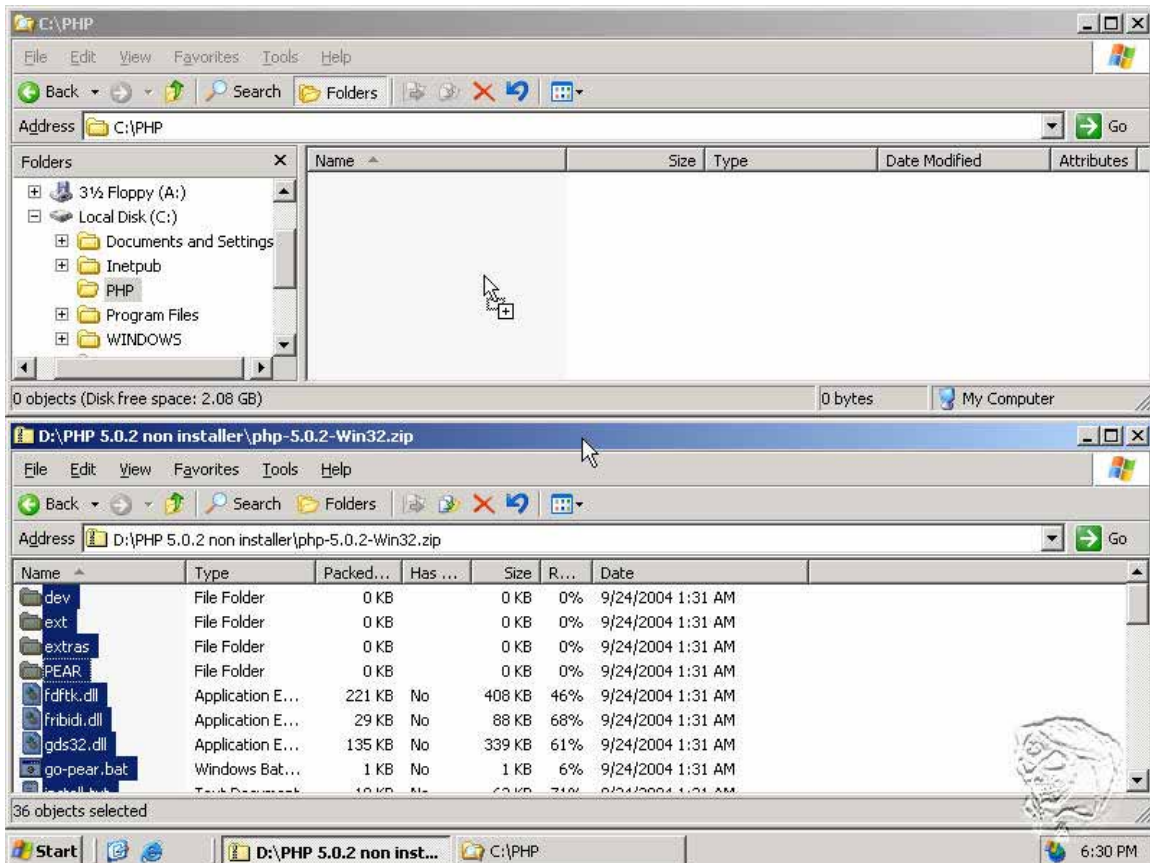 C:\PHP
File Edit View Favorites Tools Help
Back Search Folders
Address C:\PHP Go
Folders X Name Size Type Date Modified Attributes
3½ Floppy (A:)
Local Disk (C:)
Documents and Settings
Inetpub
PHP
Program Files
WINDOWS
0 objects (Disk free space: 2.08 GB) 0 bytes My Computer
D:\PHP 5.0.2 non installer\php-5.0.2-Win32.zip
File Edit View Favorites Tools Help
Back Search Folders
Address D:\PHP 5.0.2 non installer\php-5.0.2-Win32.zip Go
Name Type Packed... Has ... Size R... Date
dev File Folder 0 KB 0 KB 0% 9/24/2004 1:31 AM
ext File Folder 0 KB 0 KB 0% 9/24/2004 1:31 AM
extras File Folder 0 KB 0 KB 0% 9/24/2004 1:31 AM
PEAR File Folder 0 KB 0 KB 0% 9/24/2004 1:31 AM
fdftk.dll Application E... 221 KB No 408 KB 46% 9/24/2004 1:31 AM
fribidi.dll Application E... 29 KB No 88 KB 68% 9/24/2004 1:31 AM
gds32.dll Application E... 135 KB No 339 KB 61% 9/24/2004 1:31 AM
go-pear.bat Windows Bat... 1 KB No 1 KB 6% 9/24/2004 1:31 AM
36 objects selected
Start D:\PHP 5.0.2 non inst... C:\PHP 6:30 PM